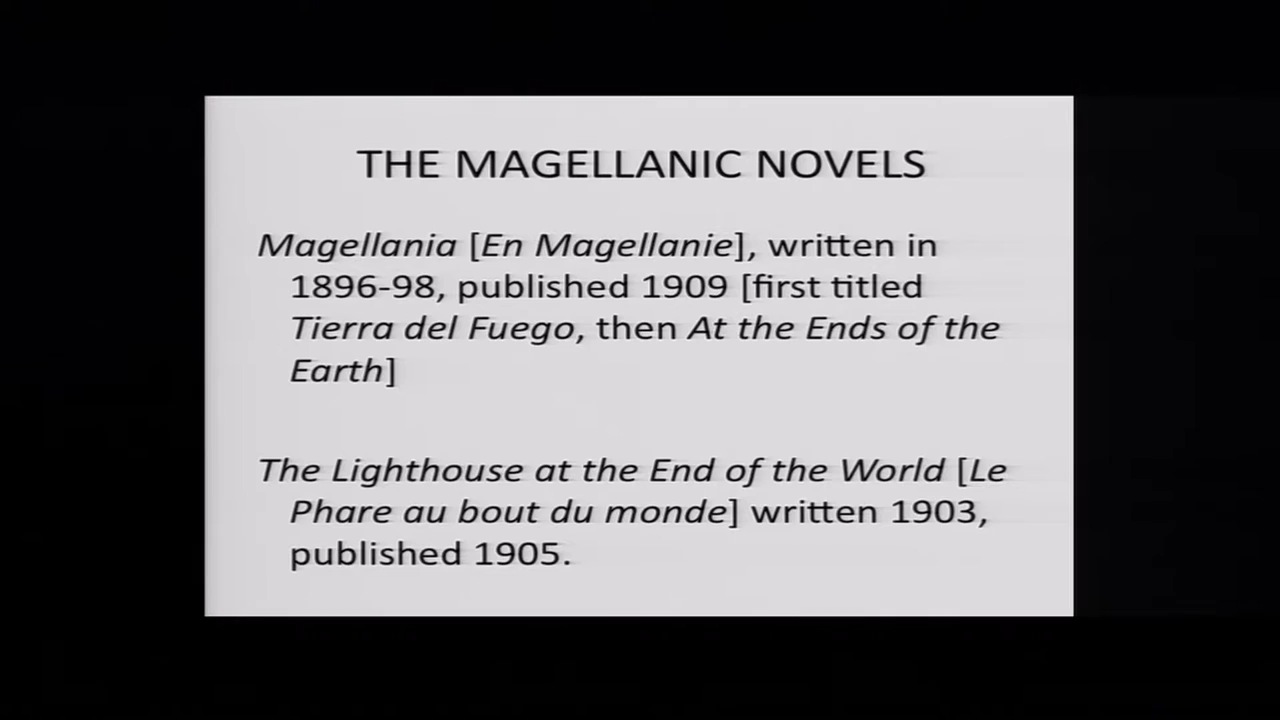 THE MAGELLANIC NOVELS
Magellania [En Magellanie], written in
1896-98, published 1909 [first titled
Tierra del Fuego, then At the Ends of the
Earth]
The Lighthouse at the End of the World [Le
Phare au bout du monde] written 1903,
published 1905.